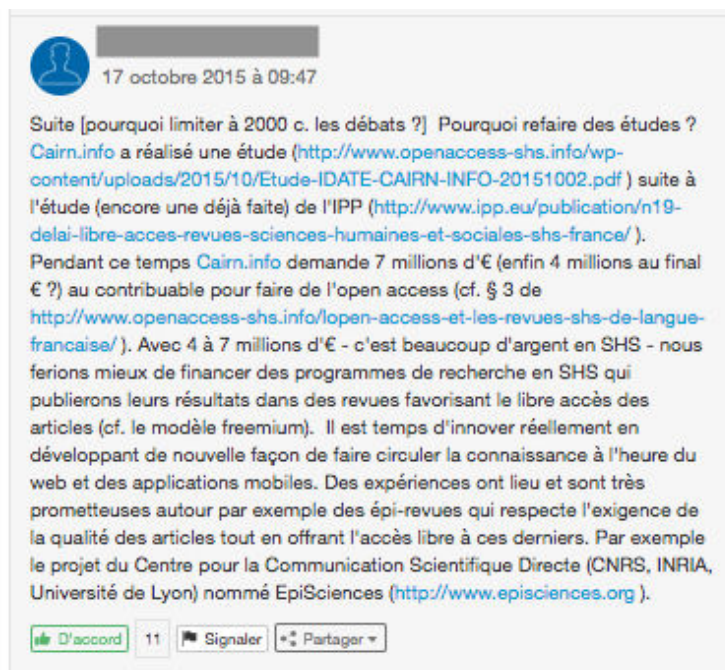 17 octobre 2015 à 09:47
Suite [pourquoi limiter à 2000 c. les débats ?]  Pourquoi refaire des études ?
Cairn.info a réalisé une étude (http://www.openaccess-shs.info/wp-
content/uploads/2015/10/Etude-IDATE-CAIRN-INFO-20151002.pdf ) suite à
l'étude (encore une déjà faite) de l'IPP (http://www.ipp.eu/publication/n19-
delai-libre-acces-revues-sciences-humaines-et-sociales-shs-france/ ).
Pendant ce temps Cairn.info demande 7 millions d'€ (enfin 4 millions au final
€ ?) au contribuable pour faire de l'open access (cf. § 3 de
http://www.openaccess-shs.info/lopen-access-et-les-revues-shs-de-langue-
francaise/ ). Avec 4 à 7 millions d'€ - c'est beaucoup d'argent en SHS - nous
ferions mieux de financer des programmes de recherche en SHS qui
publierons leurs résultats dans des revues favorisant le libre accès des
articles (cf. le modèle freemium).  Il est temps d'innover réellement en
développant de nouvelle façon de faire circuler la connaissance à l'heure du
web et des applications mobiles. Des expériences ont lieu et sont très
prometteuses autour par exemple des épi-revues qui respecte l'exigence de
la qualité des articles tout en offrant l'accès libre à ces derniers. Par exemple
le projet du Centre pour la Communication Scientifique Directe (CNRS, INRIA,
Université de Lyon) nommé EpiSciences (http://www.episciences.org ).
D'accord 11 Signaler Partager